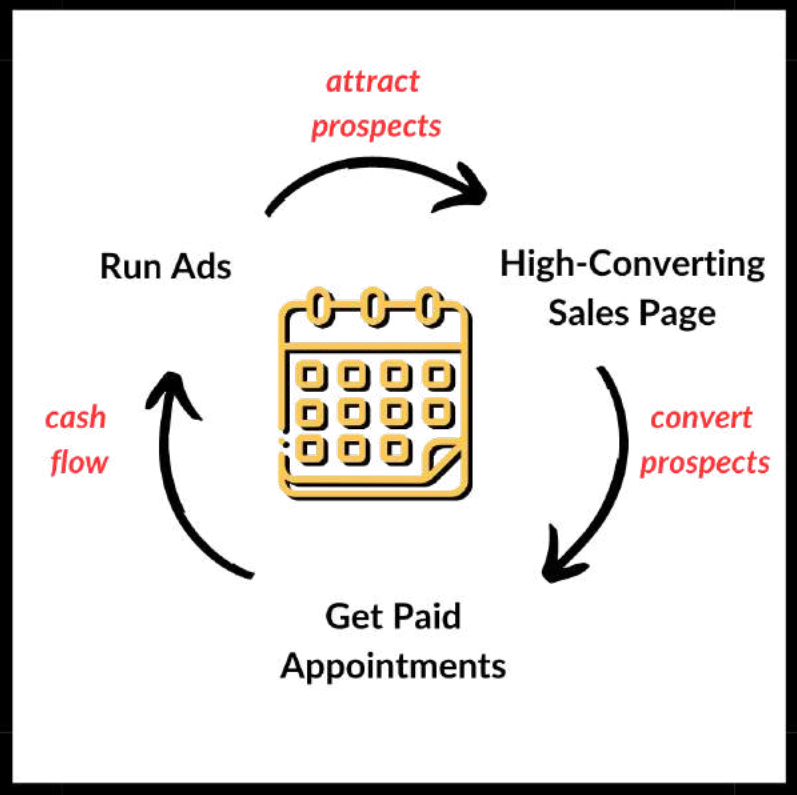 attract
prospects
Run Ads
High-Converting
Sales Page
cash
flow
convert
prospects
Get Paid
Appointments